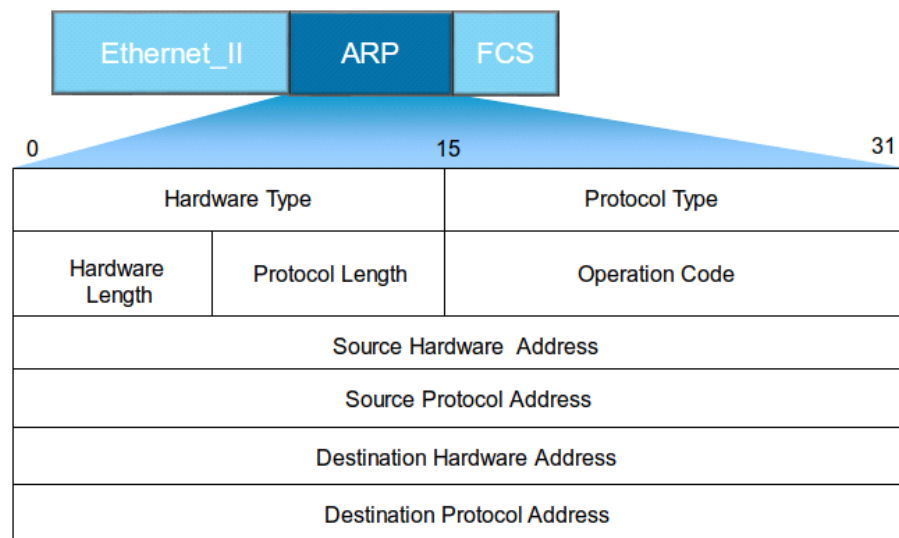 Ethernet_II ARP FCS
0 15 31
Hardware Type Protocol Type
Hardware
Length Protocol Length Operation Code
Source Hardware Address
Source Protocol Address
Destination Hardware Address
Destination Protocol Address